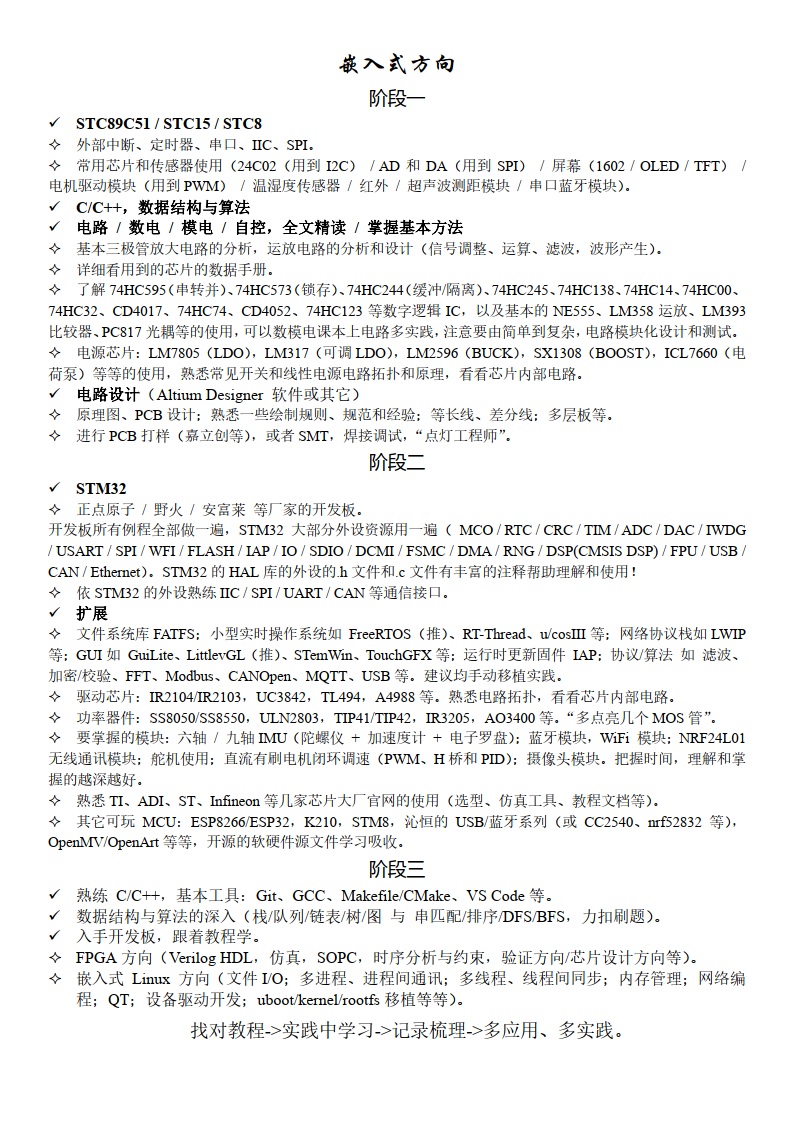 嵌入式方向
阶段一
✓ STC89C51 / STC15 / STC8
✧ 外部中断、定时器、串口、IIC、SPI。
✧ 常用芯片和传感器使用（24C02（用到 I2C） / AD 和 DA（用到 SPI） / 屏幕（1602 / OLED / TFT） /
电机驱动模块（用到 PWM） / 温湿度传感器 / 红外 / 超声波测距模块 / 串口蓝牙模块）。
✓ C/C++，数据结构与算法
✓ 电路 / 数电 / 模电 / 自控，全文精读 / 掌握基本方法
✧ 基本三极管放大电路的分析，运放电路的分析和设计（信号调整、运算、滤波，波形产生）。
✧ 详细看用到的芯片的数据手册。
✧ 了解 74HC595（串转并）、74HC573（锁存）、74HC244（缓冲/隔离）、74HC245、74HC138、74HC14、74HC00、
74HC32、CD4017、74HC74、CD4052、74HC123 等数字逻辑 IC，以及基本的 NE555、LM358 运放、LM393
比较器、PC817 光耦等的使用，可以数模电课本上电路多实践，注意要由简单到复杂，电路模块化设计和测试。
✧ 电源芯片：LM7805（LDO），LM317（可调 LDO），LM2596（BUCK），SX1308（BOOST），ICL7660（电
荷泵）等等的使用，熟悉常见开关和线性电源电路拓扑和原理，看看芯片内部电路。
✓ 电路设计（Altium Designer 软件或其它）
✧ 原理图、PCB 设计；熟悉一些绘制规则、规范和经验；等长线、差分线；多层板等。
✧ 进行 PCB 打样（嘉立创等），或者 SMT，焊接调试，“点灯工程师”。
阶段二
✓ STM32
✧ 正点原子 / 野火 / 安富莱 等厂家的开发板。
开发板所有例程全部做一遍，STM32 大部分外设资源用一遍（ MCO / RTC / CRC / TIM / ADC / DAC / IWDG
/ USART / SPI / WFI / FLASH / IAP / IO / SDIO / DCMI / FSMC / DMA / RNG / DSP(CMSIS DSP) / FPU / USB /
CAN / Ethernet）。STM32 的 HAL 库的外设的.h 文件和.c 文件有丰富的注释帮助理解和使用！
✧ 依 STM32 的外设熟练 IIC / SPI / UART / CAN 等通信接口。
✓ 扩展
✧ 文件系统库 FATFS；小型实时操作系统如 FreeRTOS（推）、RT-Thread、u/cosIII 等；网络协议栈如 LWIP
等；GUI 如 GuiLite、LittlevGL（推）、STemWin、TouchGFX 等；运行时更新固件 IAP；协议/算法 如 滤波、
加密/校验、FFT、Modbus、CANOpen、MQTT、USB 等。建议均手动移植实践。
✧ 驱动芯片：IR2104/IR2103，UC3842，TL494，A4988 等。熟悉电路拓扑，看看芯片内部电路。
✧ 功率器件：SS8050/SS8550，ULN2803，TIP41/TIP42，IR3205，AO3400 等。“多点亮几个 MOS 管”。
✧ 要掌握的模块：六轴 / 九轴 IMU（陀螺仪 + 加速度计 + 电子罗盘）；蓝牙模块，WiFi 模块；NRF24L01
无线通讯模块；舵机使用；直流有刷电机闭环调速（PWM、H 桥和 PID）；摄像头模块。把握时间，理解和掌
握的越深越好。
✧ 熟悉 TI、ADI、ST、Infineon 等几家芯片大厂官网的使用（选型、仿真工具、教程文档等）。
✧ 其它可玩 MCU：ESP8266/ESP32，K210，STM8，沁恒的 USB/蓝牙系列（或 CC2540、nrf52832 等），
OpenMV/OpenArt 等等，开源的软硬件源文件学习吸收。
阶段三
✓ 熟练 C/C++，基本工具：Git、GCC、Makefile/CMake、VS Code 等。
✓ 数据结构与算法的深入（栈/队列/链表/树/图 与 串匹配/排序/DFS/BFS，力扣刷题）。
✓ 入手开发板，跟着教程学。
✧ FPGA 方向（Verilog HDL，仿真，SOPC，时序分析与约束，验证方向/芯片设计方向等）。
✧ 嵌入式 Linux 方向（文件 I/O；多进程、进程间通讯；多线程、线程间同步；内存管理；网络编
程；QT；设备驱动开发；uboot/kernel/rootfs 移植等等）。
找对教程->实践中学习->记录梳理->多应用、多实践。